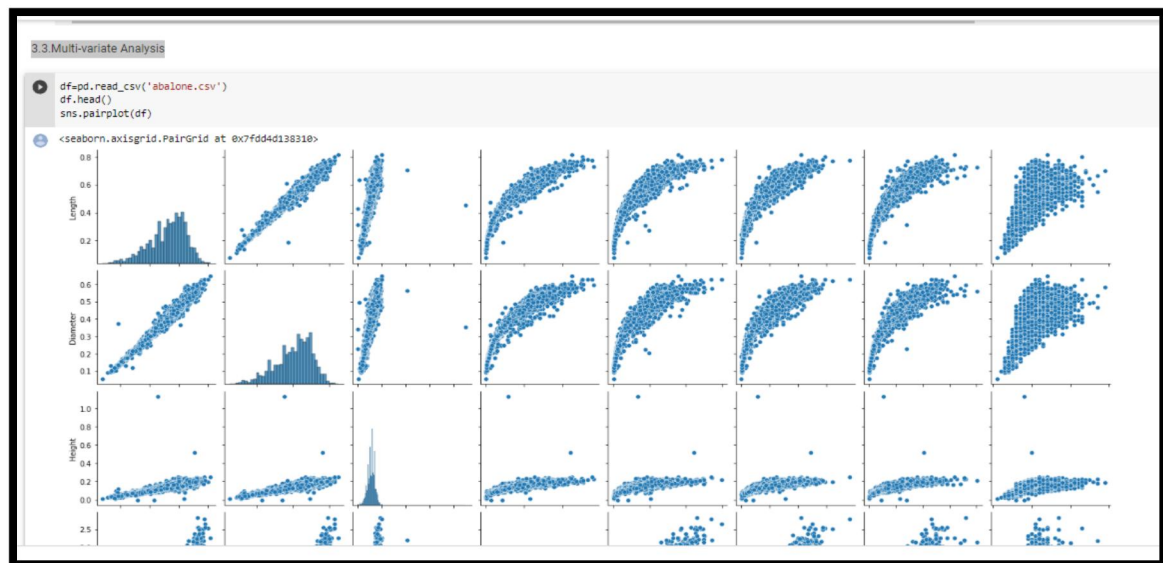 3.3.Multi-variate Analysis
df=pd.read_csv('abalone.csv')
df.head()
sns.pairplot(df)
<seaborn.axisgrid.PairGrid at 0x7fdd4d138310>
0.8
0.6
0.4
0.2
Length
0.6
0.5
0.4
0.3
0.2
0.1
Diameter
1.0
0.8
0.6
0.4
0.2
0.0
Height
2.5